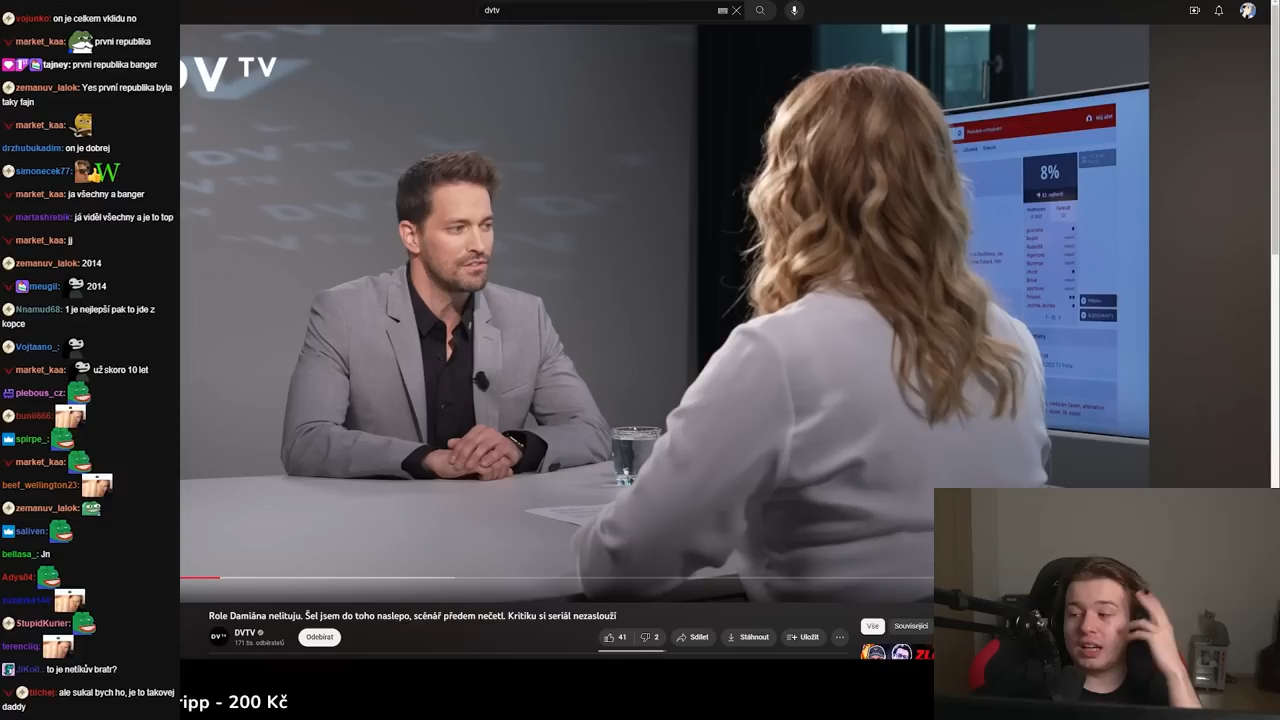 vojunko: on je celkem vklidu no
market_kaa: prvni republika
tajney: prvni republika banger
zemanuv_lalok: Yes první republika byla
taky fajn
market_kaa:
drzhubukadim: on je dobrej
simonecek77: W
market_kaa: ja všechny a banger
martashrebik: já viděl všechny a je to top
market_kaa: jj
zemanuv_lalok: 2014
meugil: 2014
Nnamud68: 1 je nejlepší pak to jde z
kopce
Vojtaano_:
market_kaa: už skoro 10 let
plebous_cz:
bunii666:
spirpe_:
market_kaa:
beef_wellington23:
zemanuv_lalok:
saliven:
bellasa_: Jn
Adys04:
StupidKurier:
terenciiq:
to je netíkův bratr?
tlichej: ale sukal bych ho, je to takovej
daddy
dvtv
DV TV
8%
Role Damiána nelituju. Šel jsem do toho naslepo, scénář předem nečetl. Kritiku si seriál nezaslouží
DVTV
171 tis. odběratelů
Odebírat
41
2
Sdílet
Stáhnout
Uložit
Vše
Související
ripp - 200 Kč